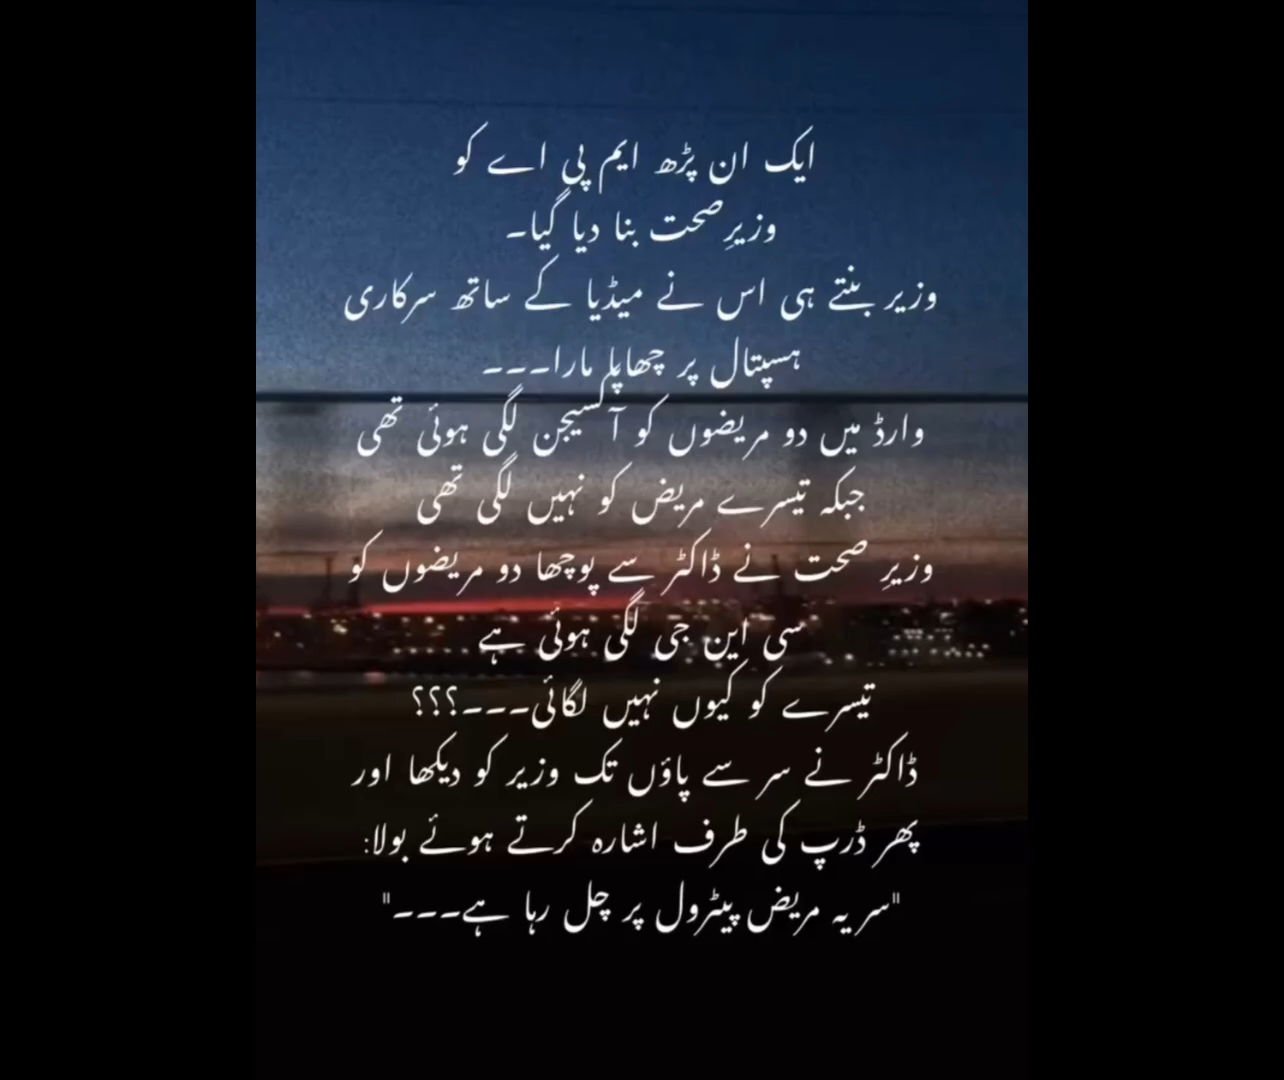 ایک ان پڑھ ایم پی اے کو
وزیرِ صحت بنا دیا گیا۔
وزیر بنتے ہی اس نے میڈیا کے ساتھ سرکاری
ہسپتال پر چھاپا مارا۔۔۔
وارڈ میں دو مریضوں کو آکسیجن لگی ہوئی تھی
جبکہ تیسرے مریض کو نہیں لگی تھی
وزیرِ صحت نے ڈاکٹر سے پوچھا دو مریضوں کو
سی این جی لگی ہوئی ہے
تیسرے کو کیوں نہیں لگائی۔۔۔؟؟؟
ڈاکٹر نے سر سے پاؤں تک وزیر کو دیکھا اور
پھر ڈرپ کی طرف اشارہ کرتے ہوئے بولا:
"سر یہ مریض پیٹرول پر چل رہا ہے۔۔۔"